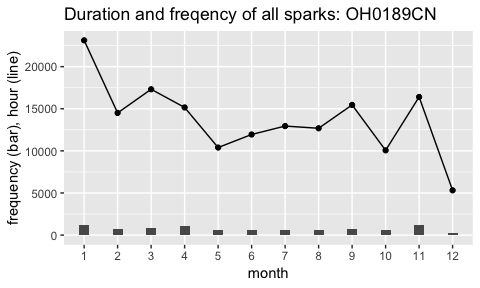 Duration and freqency of all sparks: OH0189CN
frequency (bar), hour (line)
20000
15000
10000
5000
0
1 2 3 4 5 6 7 8 9 10 11 12
month